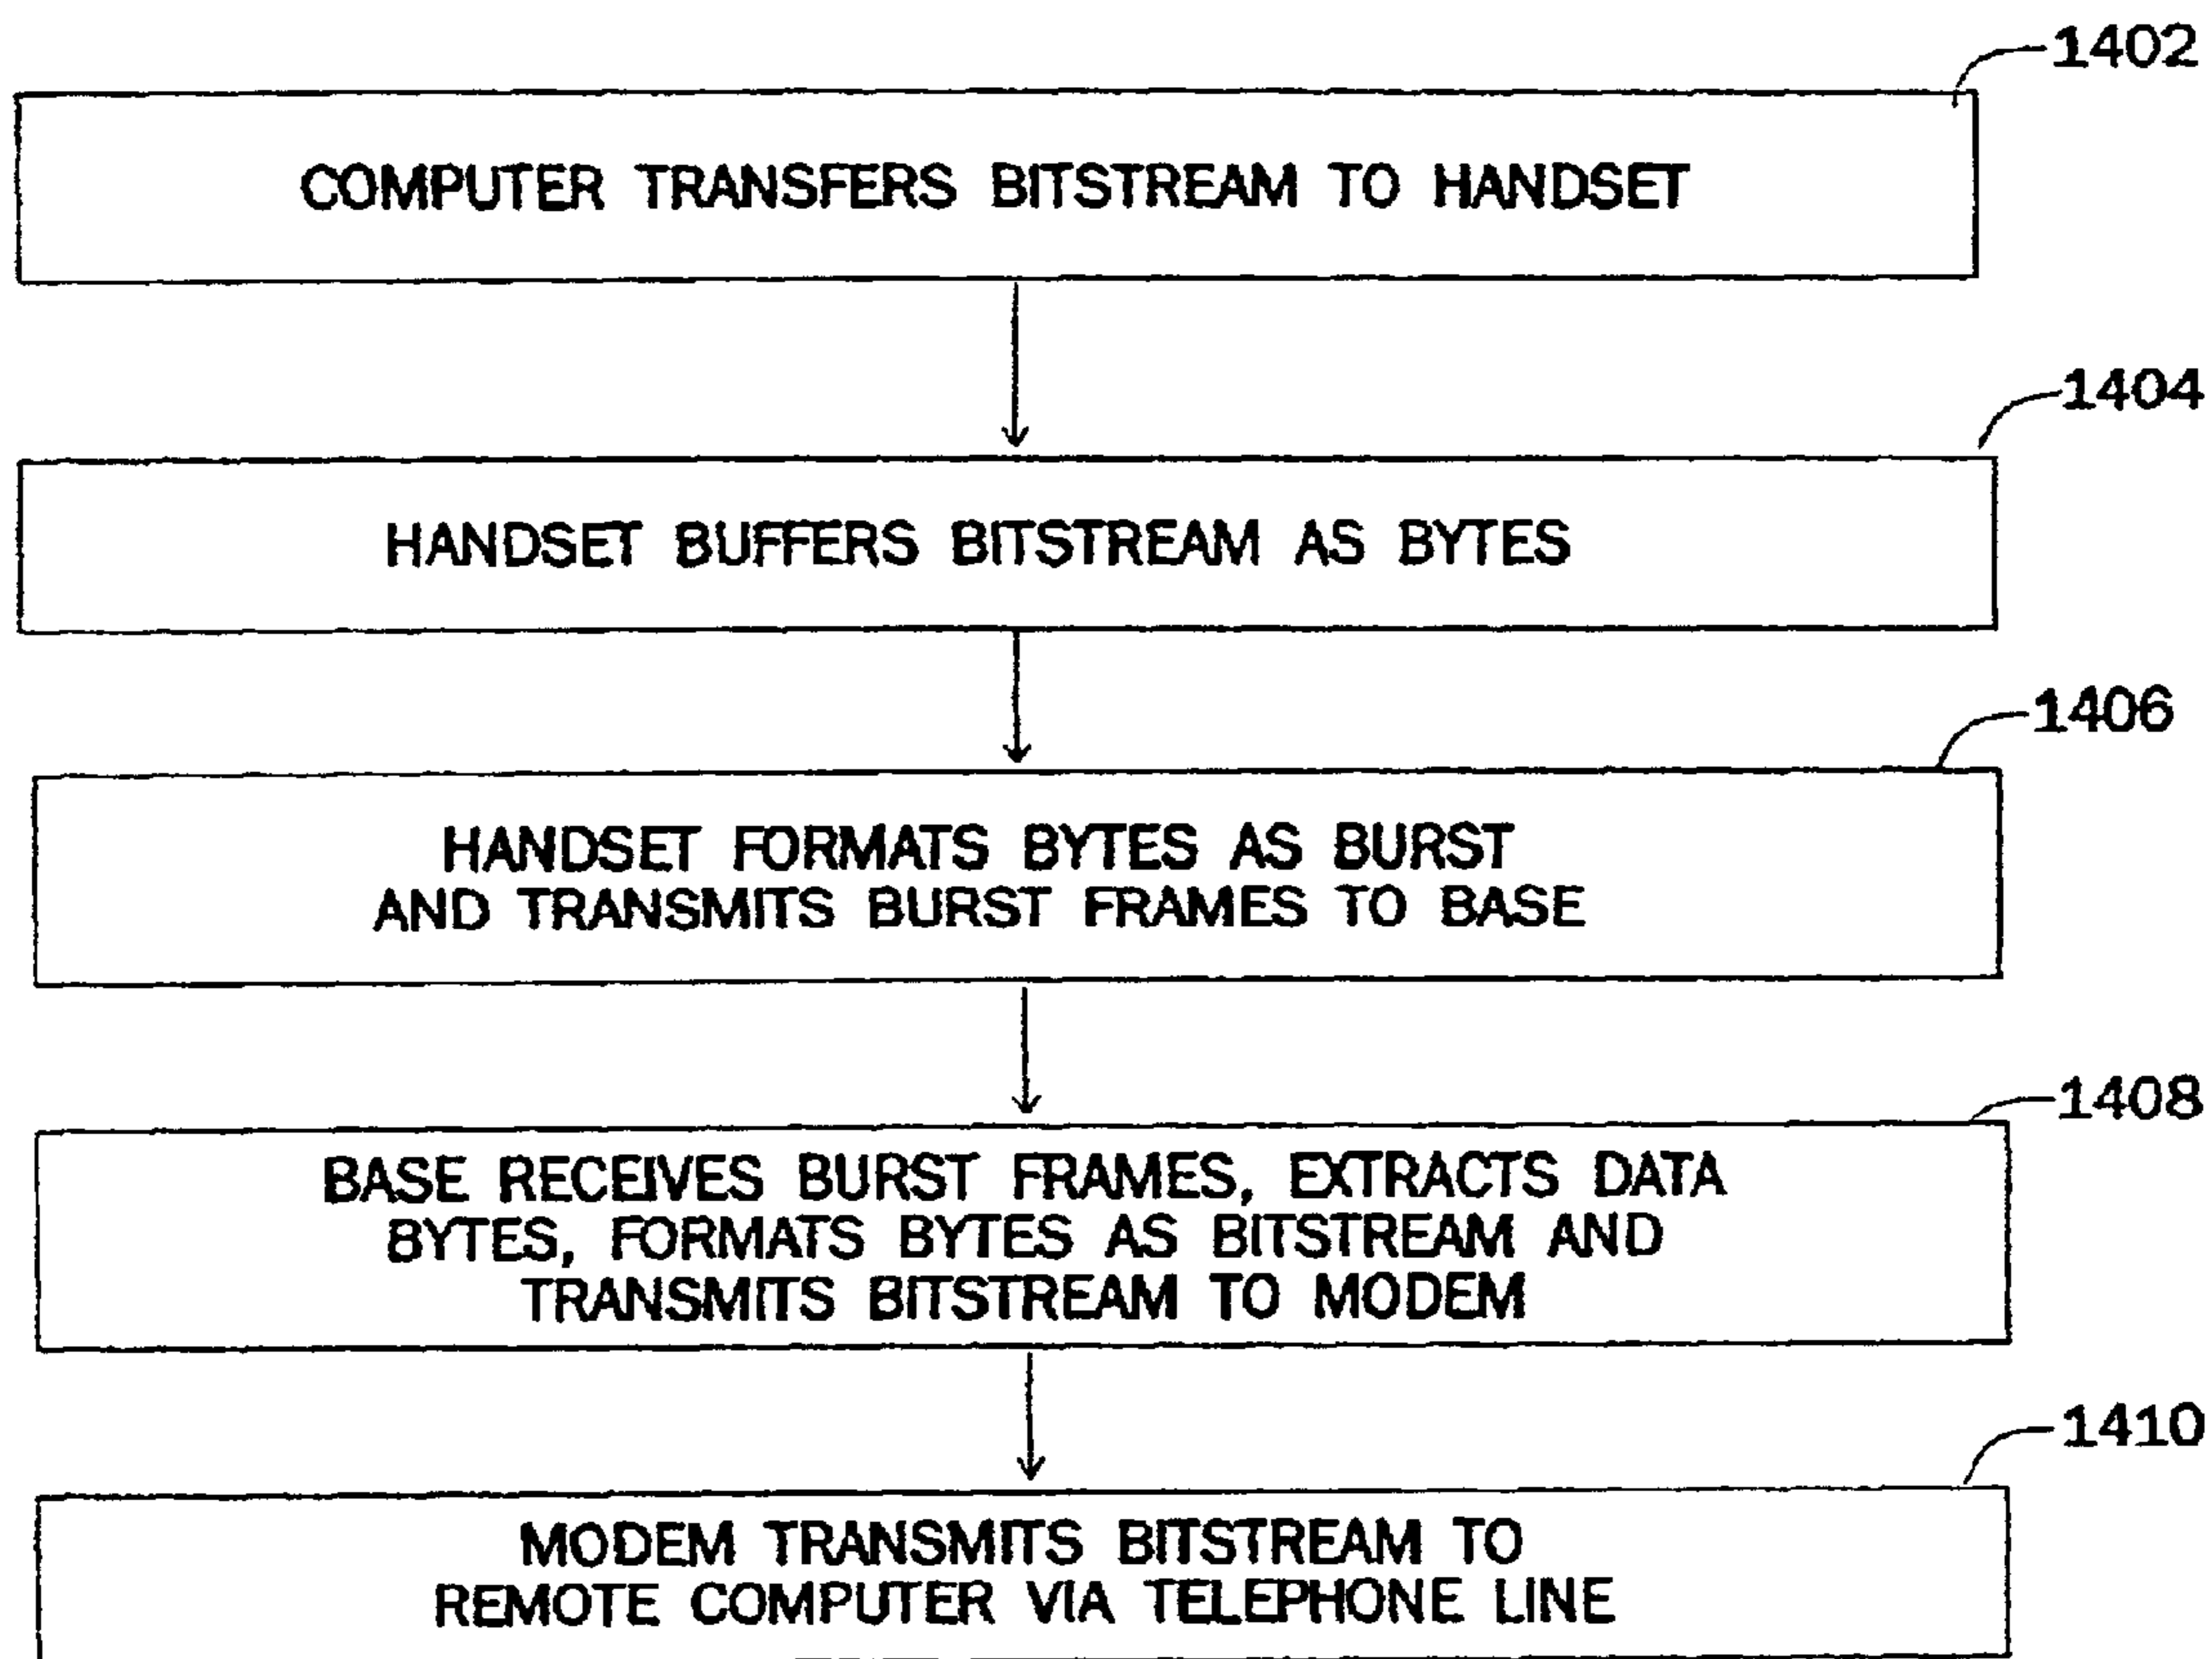 1402
COMPUTER TRANSFERS BITSTREAM TO HANDSET
1404
HANDSET BUFFERS BITSTREAM AS BYTES
1406
HANDSET FORMATS BYTES AS BURST
AND TRANSMITS BURST FRAMES TO BASE
1408
BASE RECEIVES BURST FRAMES, EXTRACTS DATA
BYTES, FORMATS BYTES AS BITSTREAM AND
TRANSMITS BITSTREAM TO MODEM
1410
MODEM TRANSMITS BITSTREAM TO
REMOTE COMPUTER VIA TELEPHONE LINE